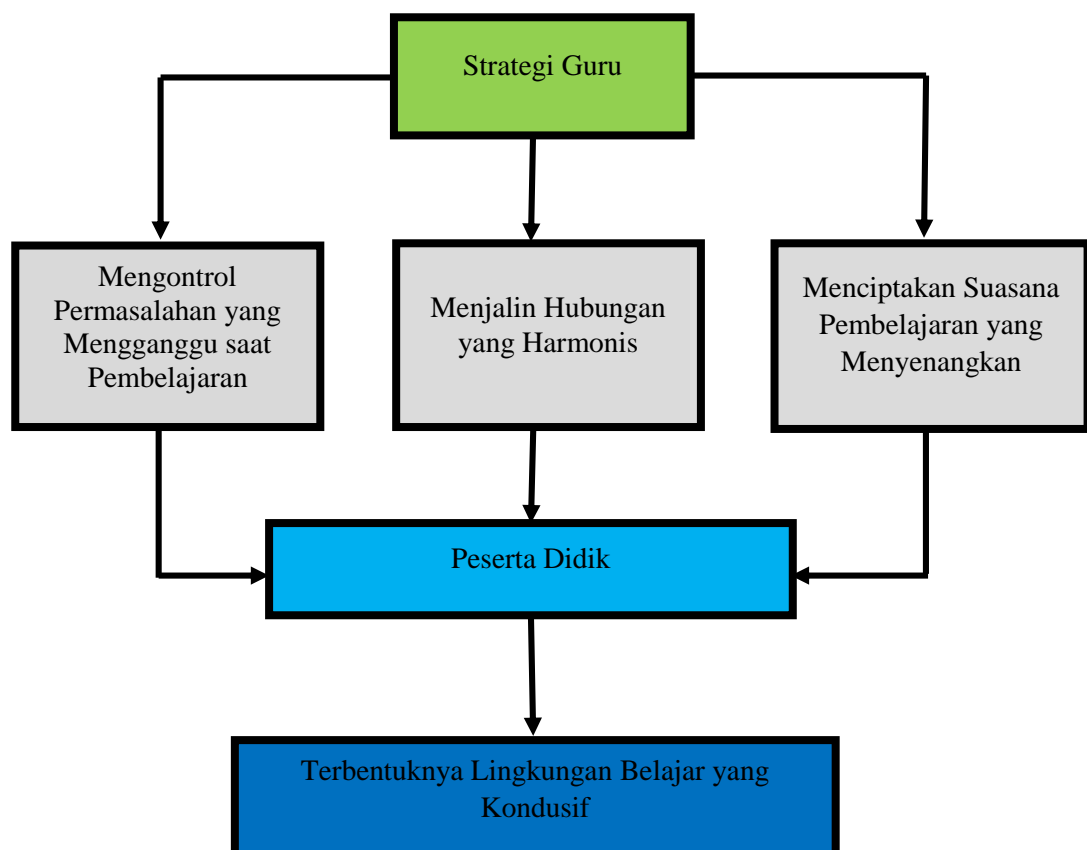 Strategi Guru
Mengontrol
Permasalahan yang
Mengganggu saat
Pembelajaran
Menjalin Hubungan
yang Harmonis
Menciptakan Suasana
Pembelajaran yang
Menyenangkan
Peserta Didik
Terbentuknya Lingkungan Belajar yang
Kondusif